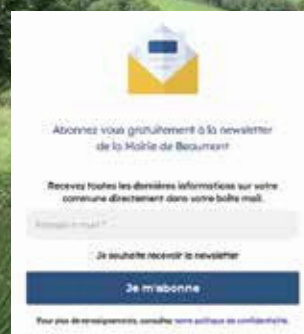 Abonnez vous gratuitement à la newsletter
de la Mairie de Beaumont
Recevez toutes les dernières informations sur votre
commune directement dans votre boîte mail.
Je souhaite recevoir la newsletter
Je m'abonne
Pour plus de renseignements, consultez notre politique de confidentialité.